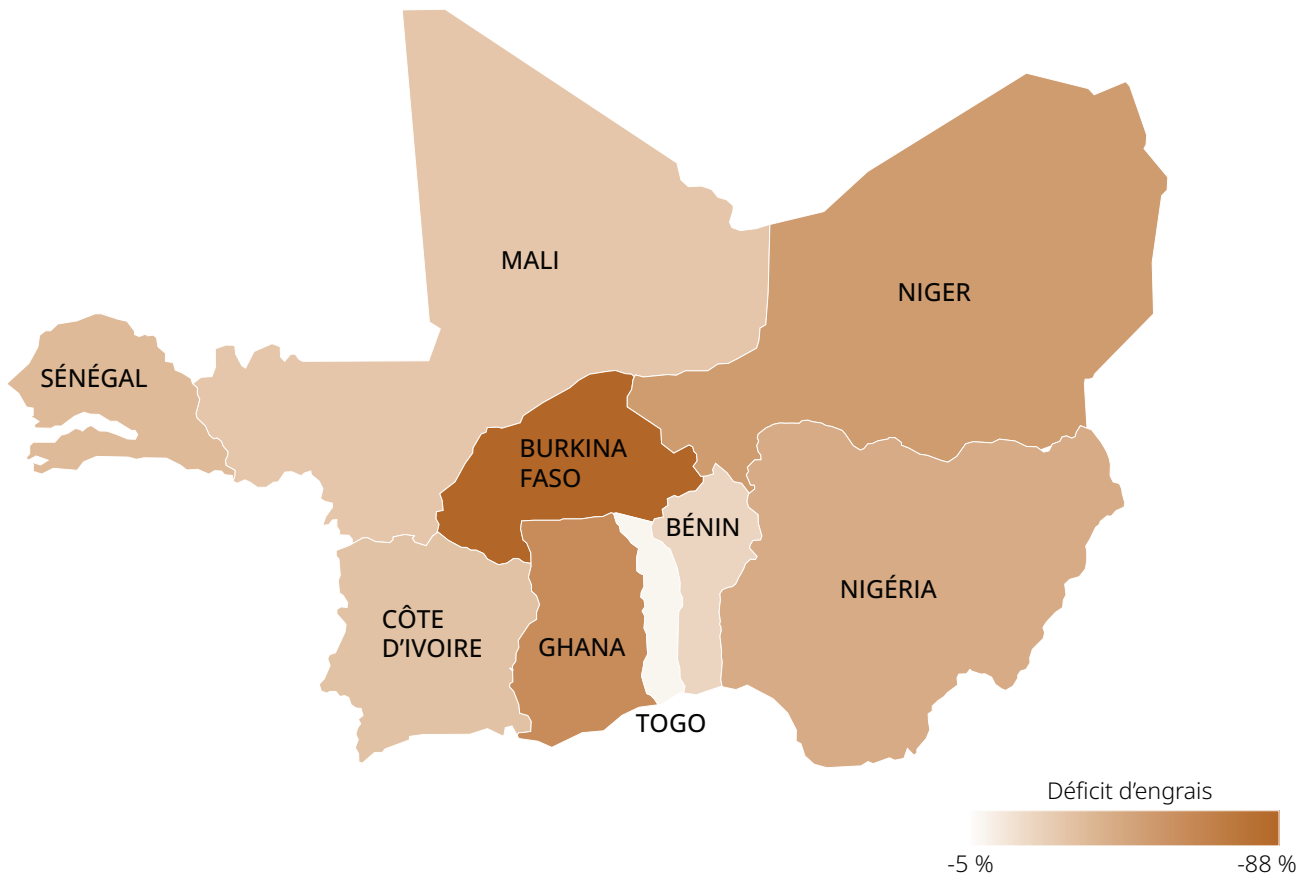 MALI
NIGER
SÉNÉGAL
BURKINA
FASO
BÉNIN
NIGÉRIA
CÔTE
D’IVOIRE
GHANA
TOGO
Déficit d’engrais
-5 %
-88 %